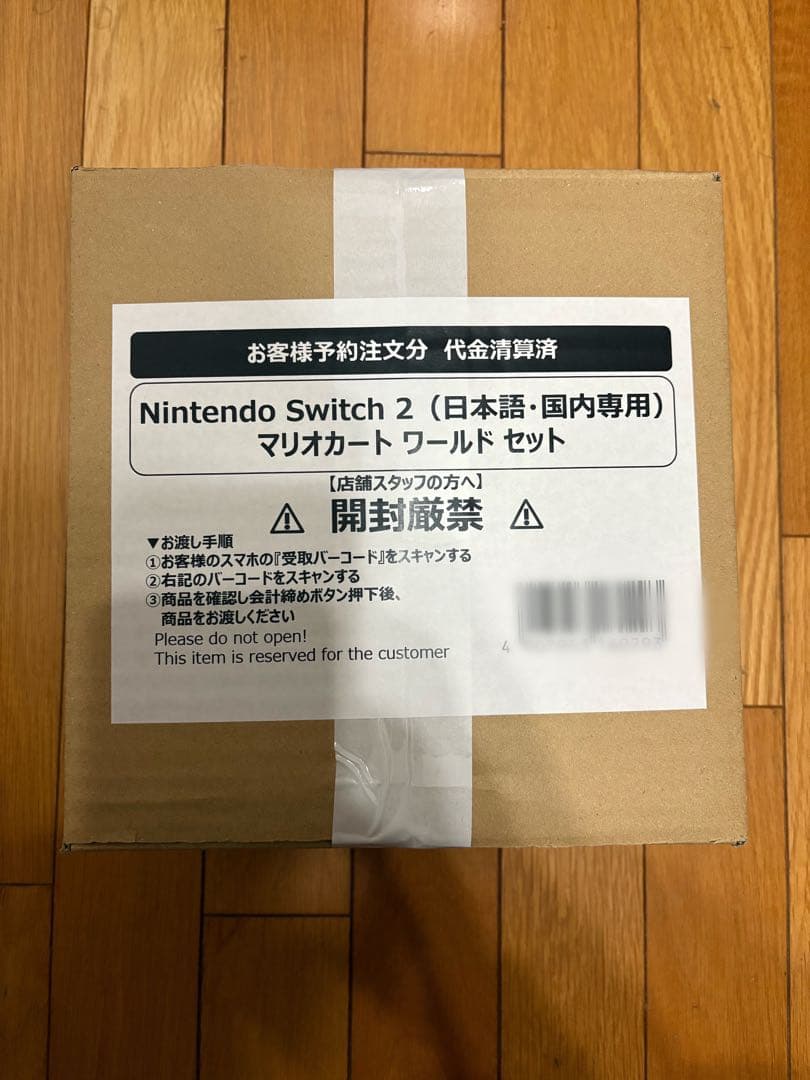 お客様予約注文分 代金清算済
Nintendo Switch 2（日本語・国内専用）
マリオカート ワールド セット
【店舗スタッフの方へ】
⚠ 開封厳禁 ⚠
▼お渡し手順
①お客様のスマホの『受取バーコード』をスキャンする
②右記のバーコードをスキャンする
③商品を確認し会計締めボタン押下後、
商品をお渡しください
Please do not open!
This item is reserved for the customer
4